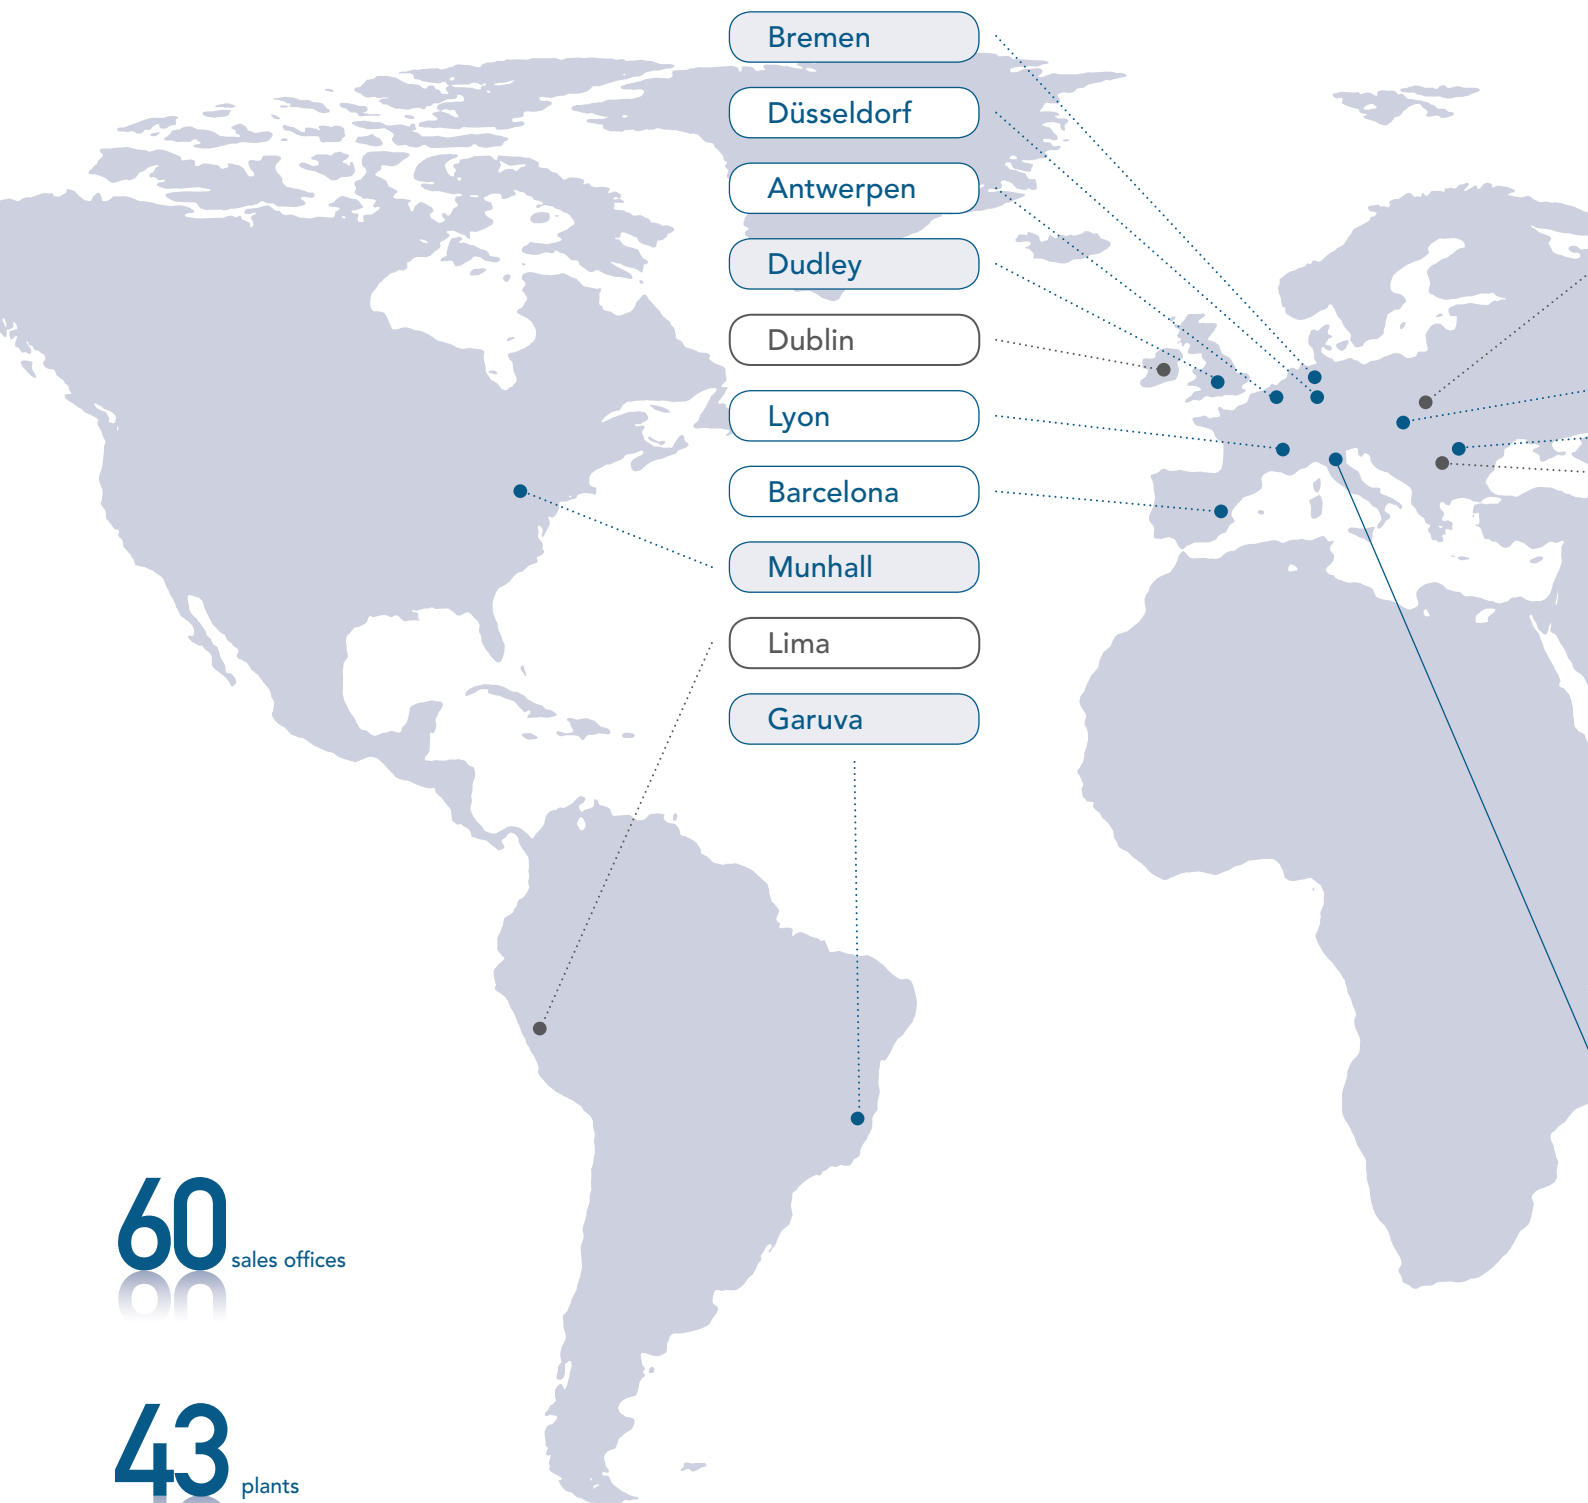 Bremen
Düsseldorf
Antwerpen
Dudley
Dublin
Lyon
Barcelona
Munhall
Lima
Garuva
60 sales offices
43 plants